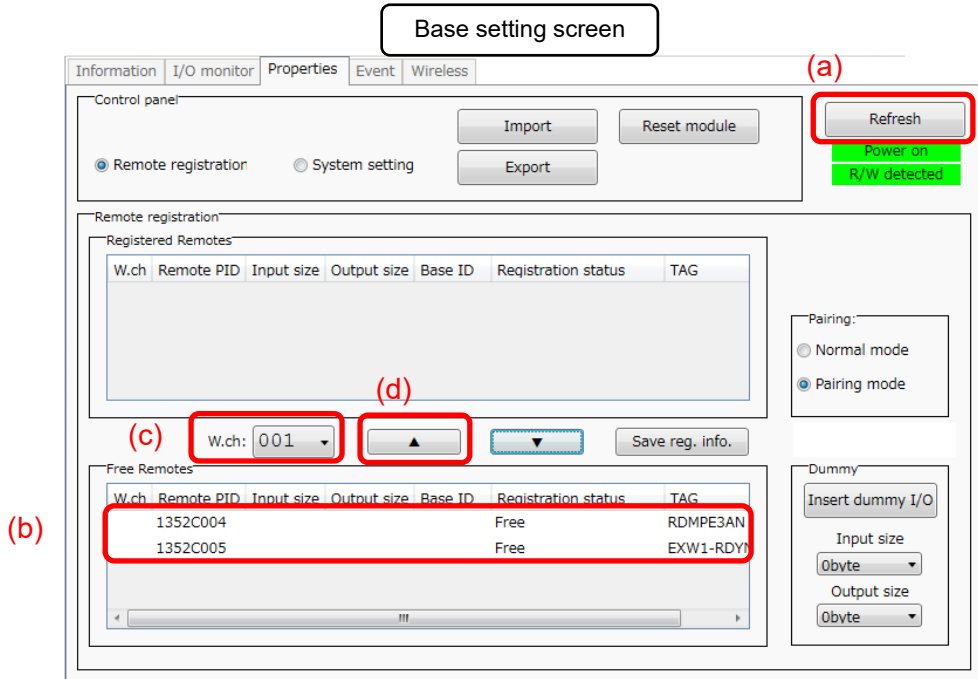 Base setting screen
Information I/O monitor Properties Event Wireless
(a)
Control panel
Import Reset module Refresh
Power on
Remote registration System setting Export R/W detected
Remote registration
Registered Remotes
W.ch Remote PID Input size Output size Base ID Registration status TAG
Pairing:
Normal mode
Pairing mode
(d)
(c) W.ch: 001 ▲ ▼ Save reg. info.
Free Remotes Dummy
W.ch Remote PID Input size Output size Base ID Registration status TAG Insert dummy I/O
(b) 1352C004 Free RDMPE3AN
1352C005 Free EXW1-RDYN
Input size
0byte
Output size
0byte